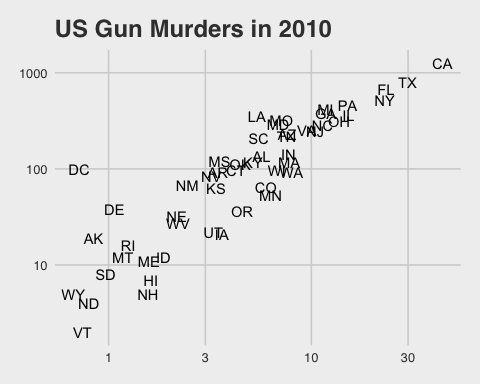 US Gun Murders in 2010
CA
1000
TX
FL
NY
MI
PA
GA
IL
LA
MO
MD
OH
NC
VA
NJ
SC
AZ
TN
AL
IN
100
DC
MS
OK
KY
MA
AR
CT
WI
WA
NV
NM
KS
CO
MN
DE
OR
NE
WV
AK
UT
IA
RI
MT
ME
ID
10
SD
HI
WY
NH
ND
VT
1
3
10
30